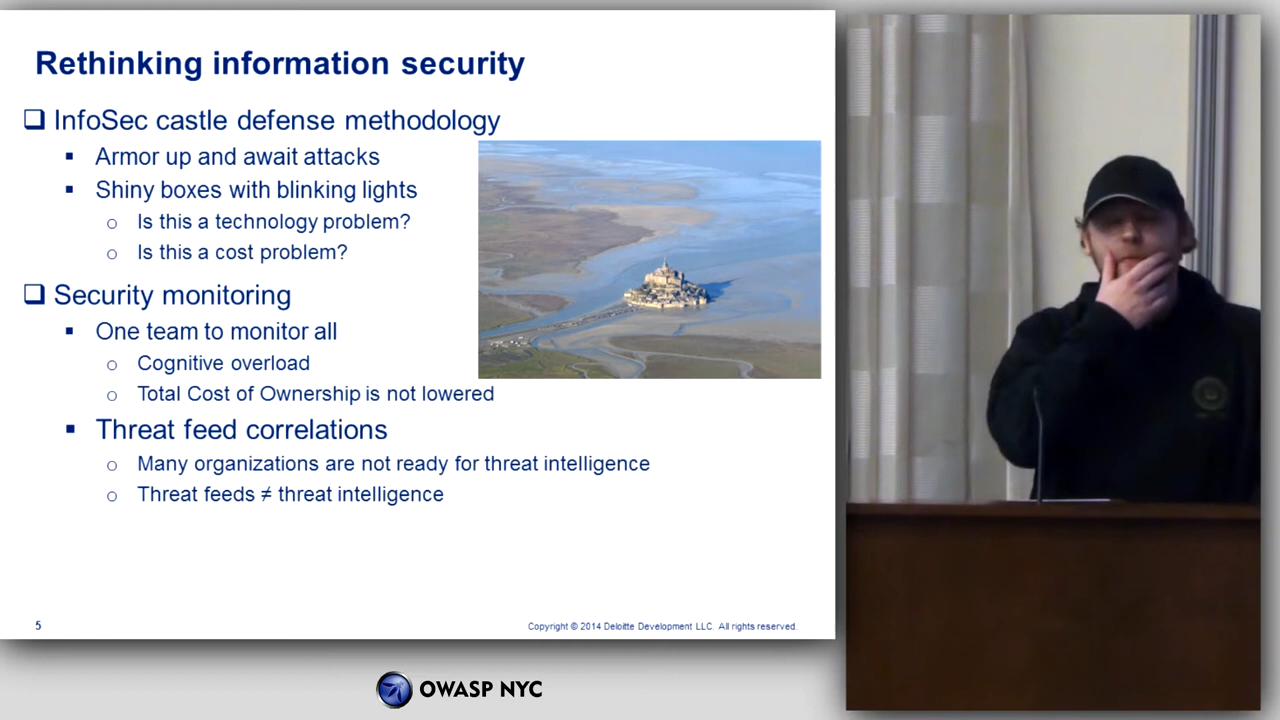 Rethinking information security
❑ InfoSec castle defense methodology
▪ Armor up and await attacks
▪ Shiny boxes with blinking lights
o Is this a technology problem?
o Is this a cost problem?
❑ Security monitoring
▪ One team to monitor all
o Cognitive overload
o Total Cost of Ownership is not lowered
▪ Threat feed correlations
o Many organizations are not ready for threat intelligence
o Threat feeds ≠ threat intelligence
5
Copyright © 2014 Deloitte Development LLC. All rights reserved.
OWASP NYC